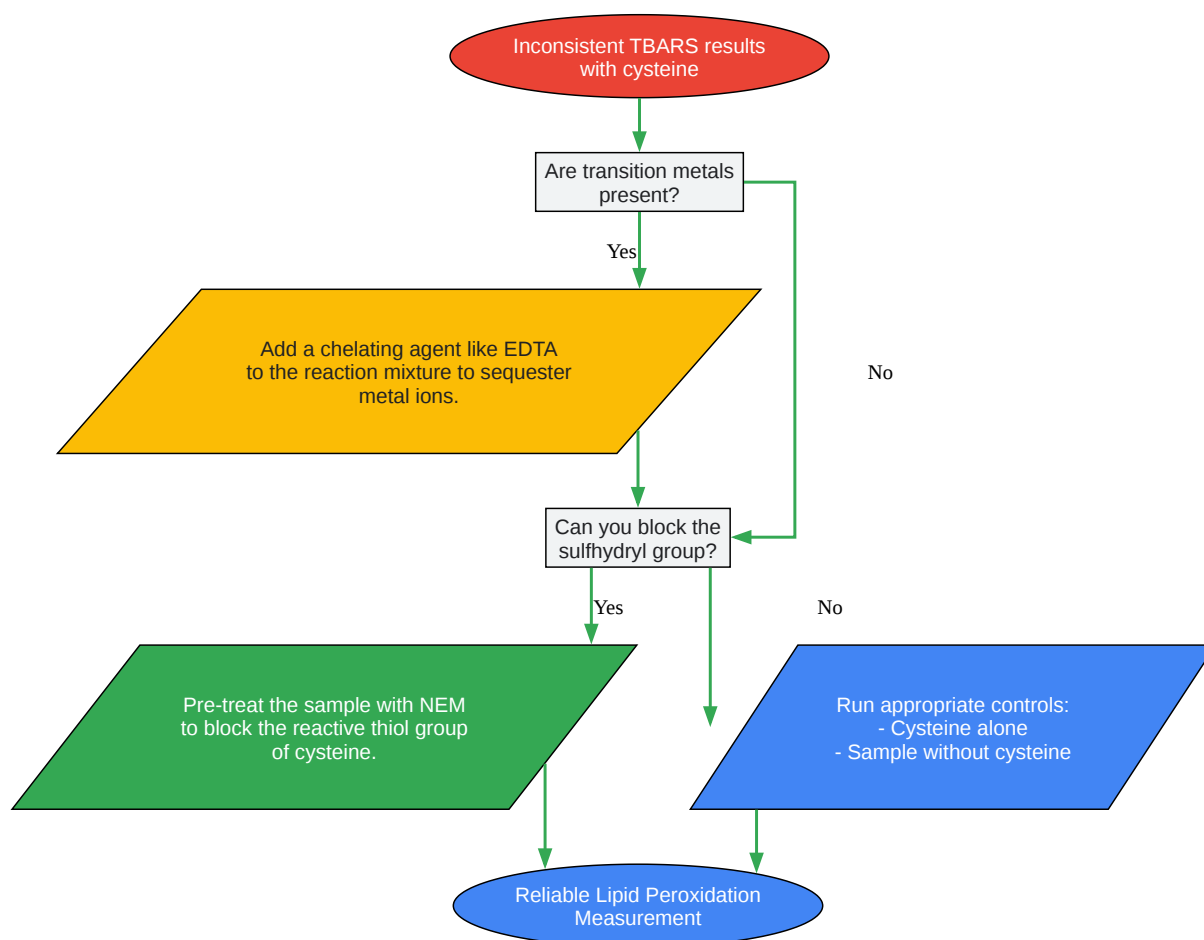 Inconsistent TBARS results
with cysteine
Are transition metals
present?
Yes
Add a chelating agent like EDTA
to the reaction mixture to sequester
metal ions.
No
Can you block the
sulfhydryl group?
Yes
No
Pre-treat the sample with NEM
to block the reactive thiol group
of cysteine.
Run appropriate controls:
- Cysteine alone
- Sample without cysteine
Reliable Lipid Peroxidation
Measurement